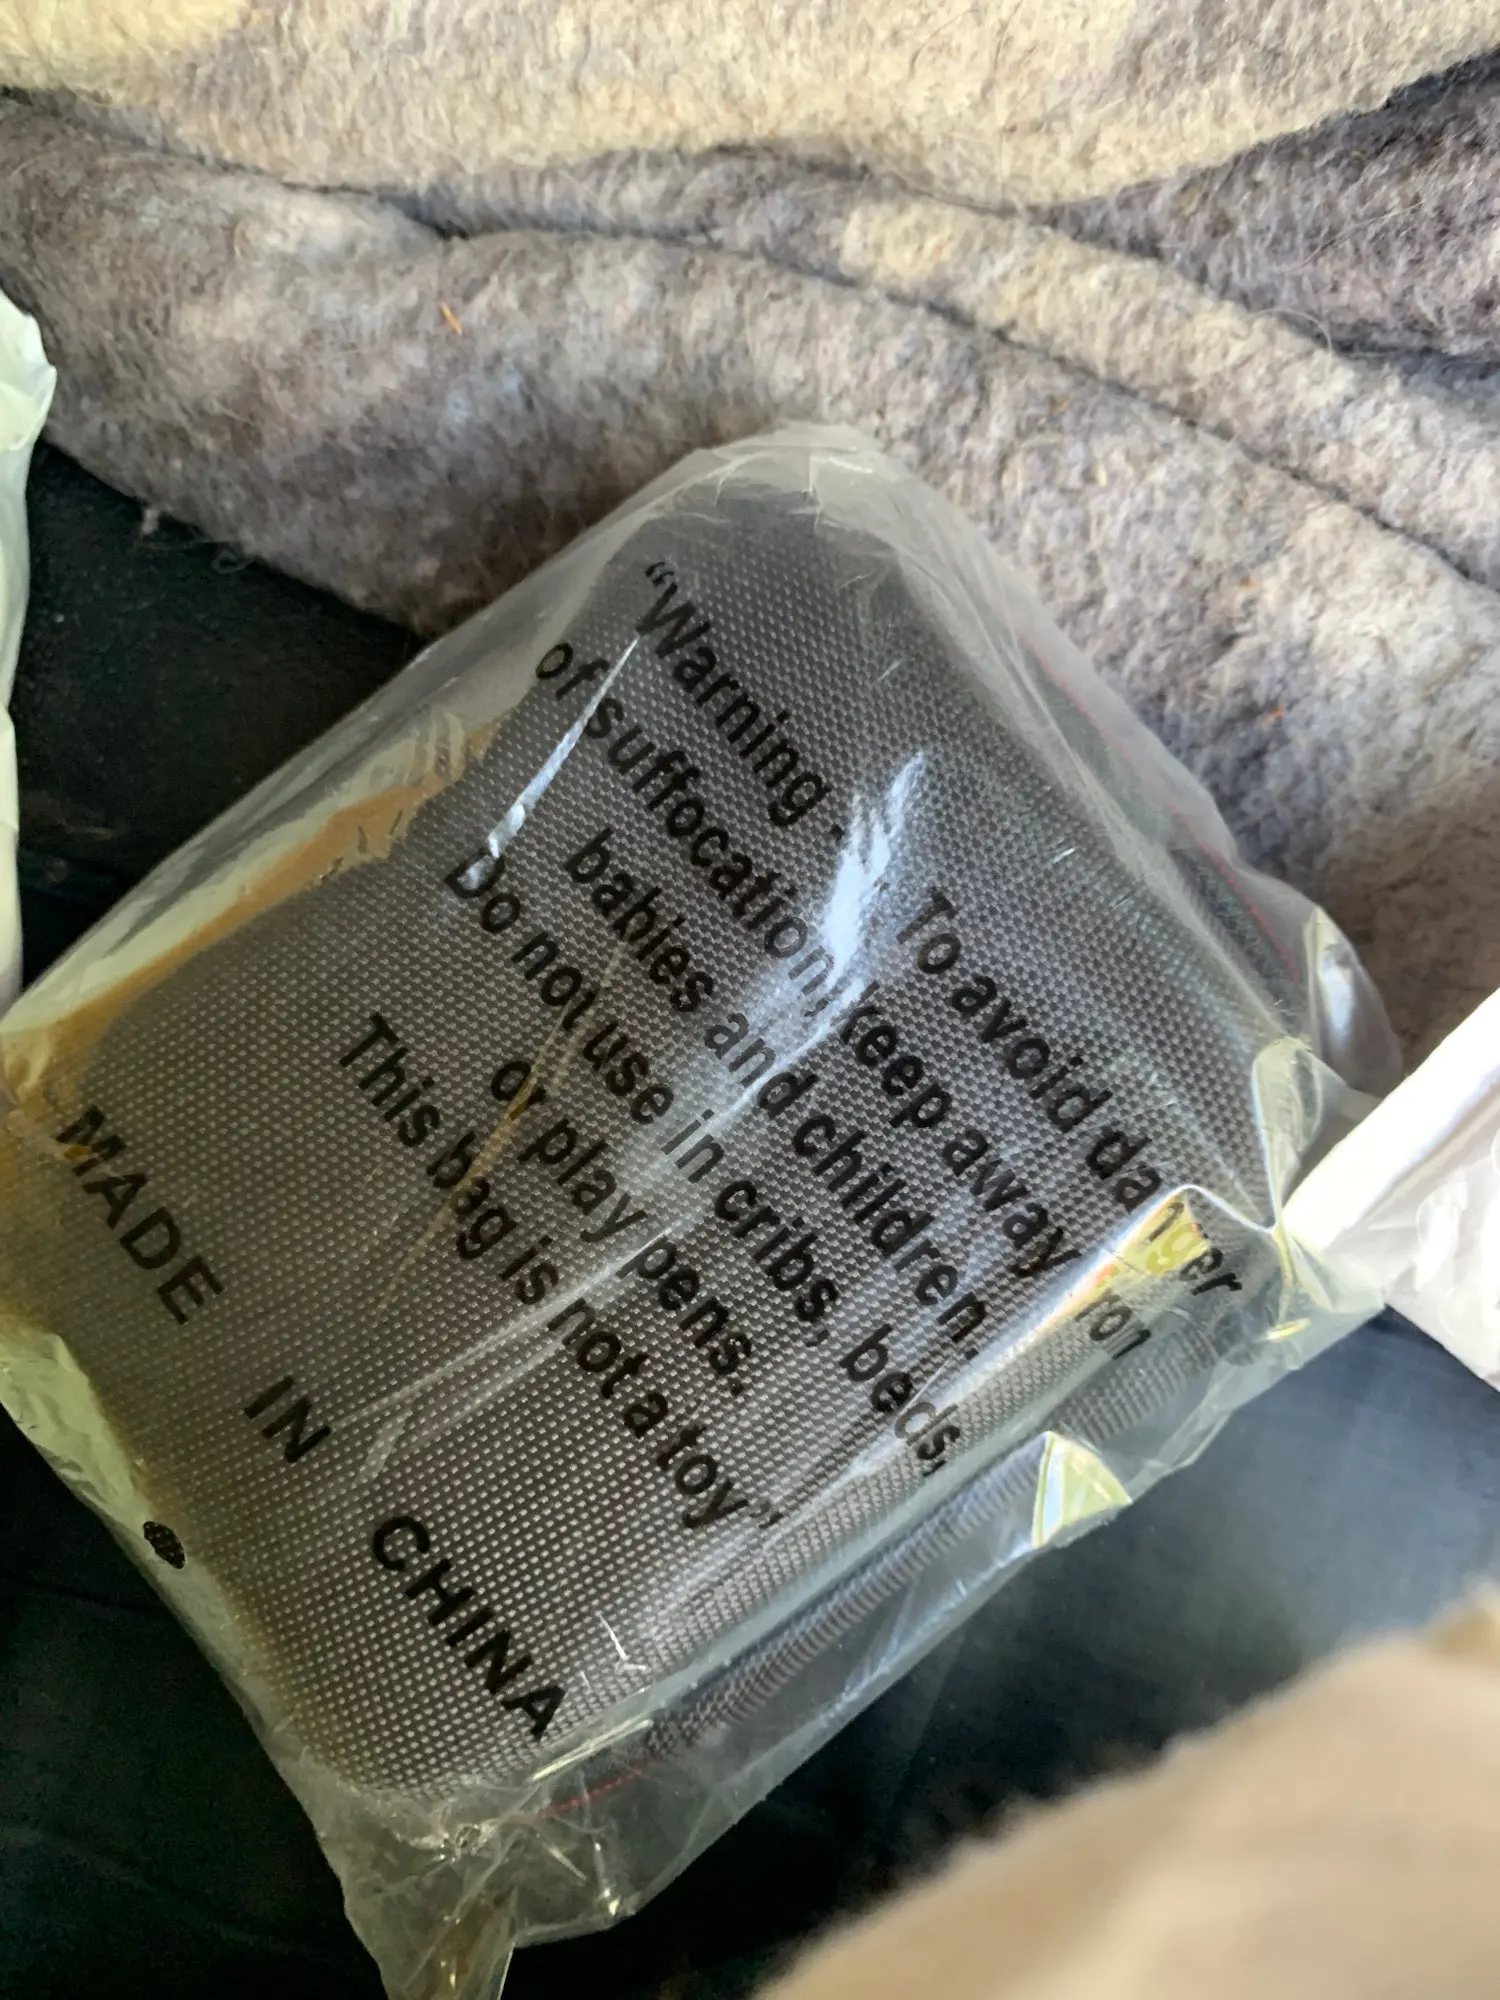 “Warning - To avoid danger
of suffocation, keep away
babies and children.
Do not use in cribs, beds,
or play pens.
This bag is not a toy”
MADE IN CHINA